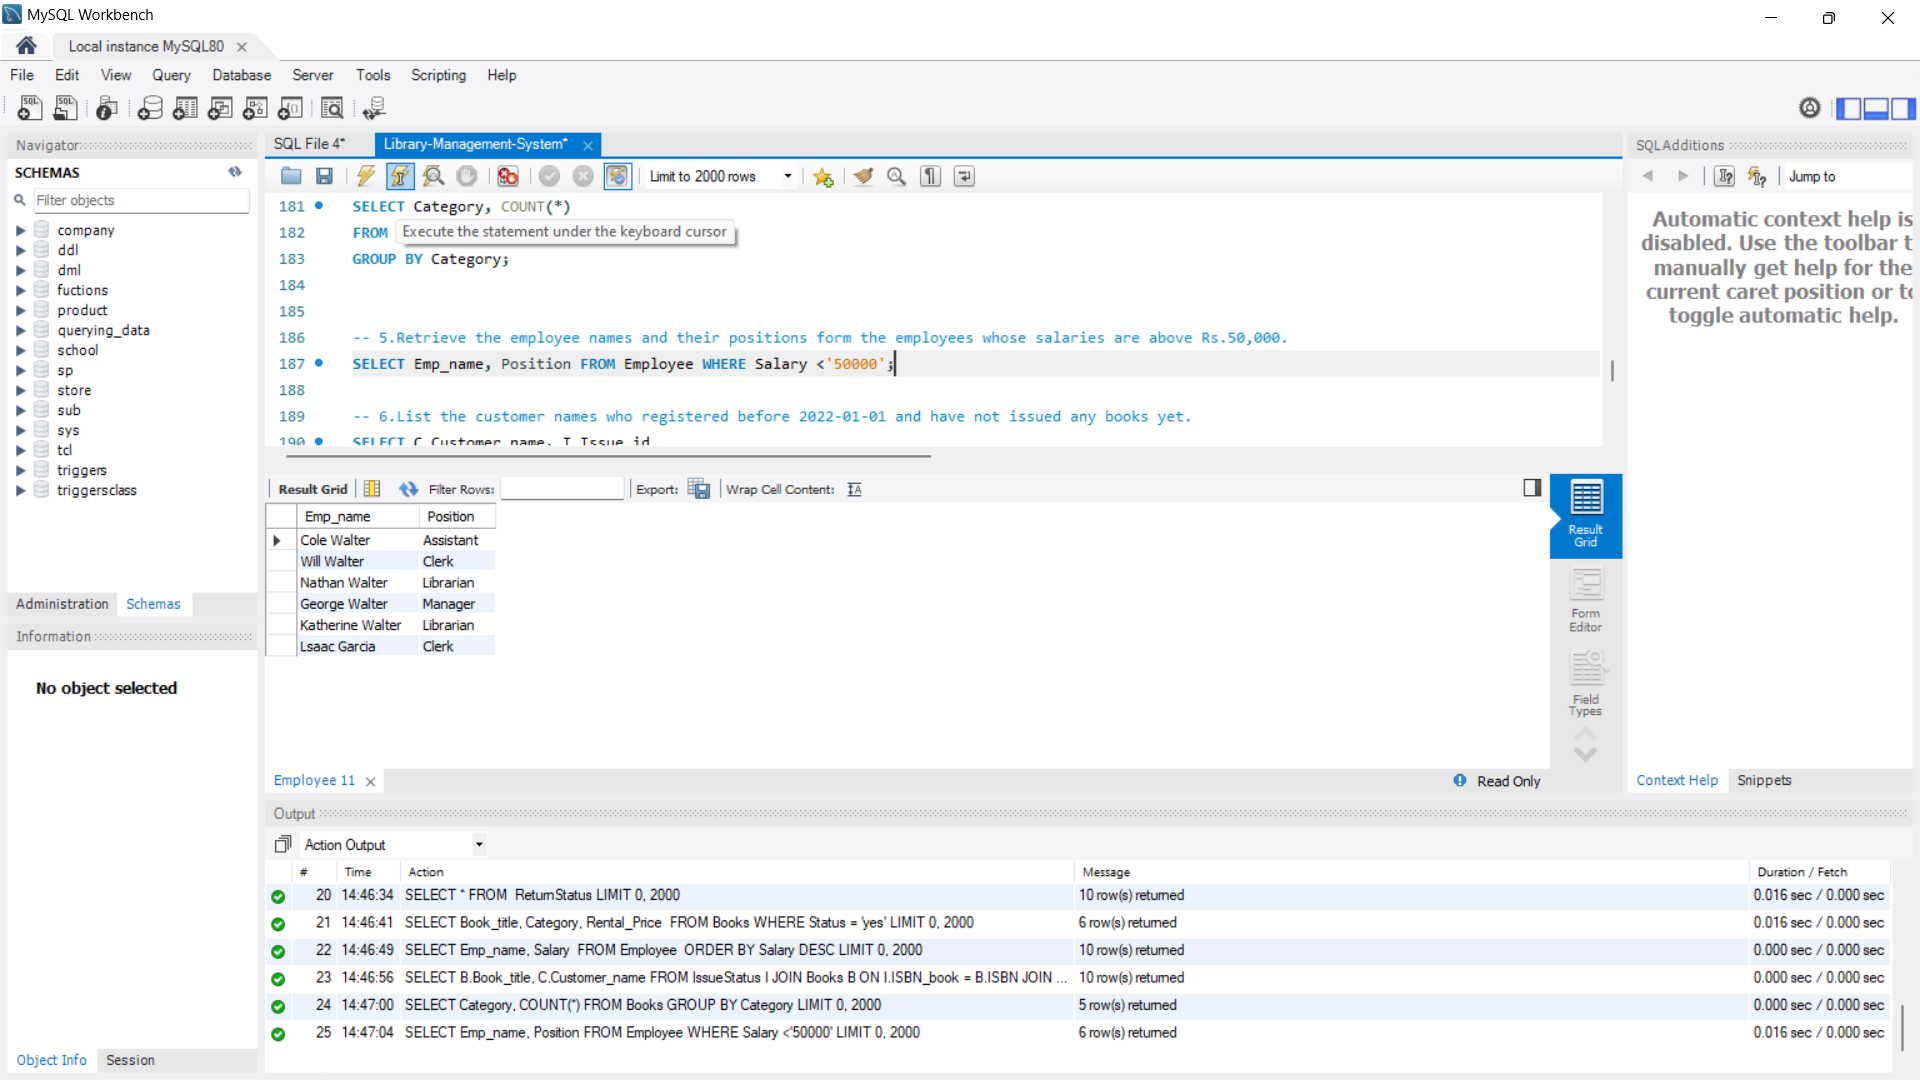 MySQL Workbench
Local instance MySQL80
File Edit View Query Database Server Tools Scripting Help
Navigator
SCHEMAS
Filter objects
company
ddl
dml
fuctions
product
querying_data
school
sp
store
sub
sys
tcl
triggers
triggersclass
Administration Schemas
Information
No object selected
Object Info Session
SQL File 4* Library-Management-System*
Limit to 2000 rows
181 SELECT Category, COUNT(*)
182 FROM
Execute the statement under the keyboard cursor
183 GROUP BY Category;
184
185
186 -- 5.Retrieve the employee names and their positions form the employees whose salaries are above Rs.50,000.
187 SELECT Emp_name, Position FROM Employee WHERE Salary <'50000';
188
189 -- 6.List the customer names who registered before 2022-01-01 and have not issued any books yet.
190 SELECT C.Customer_name, I.Issue_id
Result Grid Filter Rows: Export: Wrap Cell Content:
Emp_name Position
Cole Walter Assistant
Will Walter Clerk
Nathan Walter Librarian
George Walter Manager
Katherine Walter Librarian
Lsaac Garcia Clerk
Result Grid
Form Editor
Field Types
Employee 11 Read Only
SQLAdditions
Jump to
Automatic context help is
disabled. Use the toolbar t
manually get help for the
current caret position or to
toggle automatic help.
Context Help Snippets
Output
Action Output
# Time Action Message Duration / Fetch
20 14:46:34 SELECT * FROM ReturnStatus LIMIT 0, 2000 10 row(s) returned 0.016 sec / 0.000 sec
21 14:46:41 SELECT Book_title, Category, Rental_Price FROM Books WHERE Status = 'yes' LIMIT 0, 2000 6 row(s) returned 0.016 sec / 0.000 sec
22 14:46:49 SELECT Emp_name, Salary FROM Employee ORDER BY Salary DESC LIMIT 0, 2000 10 row(s) returned 0.000 sec / 0.000 sec
23 14:46:56 SELECT B.Book_title, C.Customer_name FROM IssueStatus I JOIN Books B ON I.ISBN_book = B.ISBN JOIN ... 10 row(s) returned 0.000 sec / 0.000 sec
24 14:47:00 SELECT Category, COUNT(*) FROM Books GROUP BY Category LIMIT 0, 2000 5 row(s) returned 0.000 sec / 0.000 sec
25 14:47:04 SELECT Emp_name, Position FROM Employee WHERE Salary <'50000' LIMIT 0, 2000 6 row(s) returned 0.016 sec / 0.000 sec